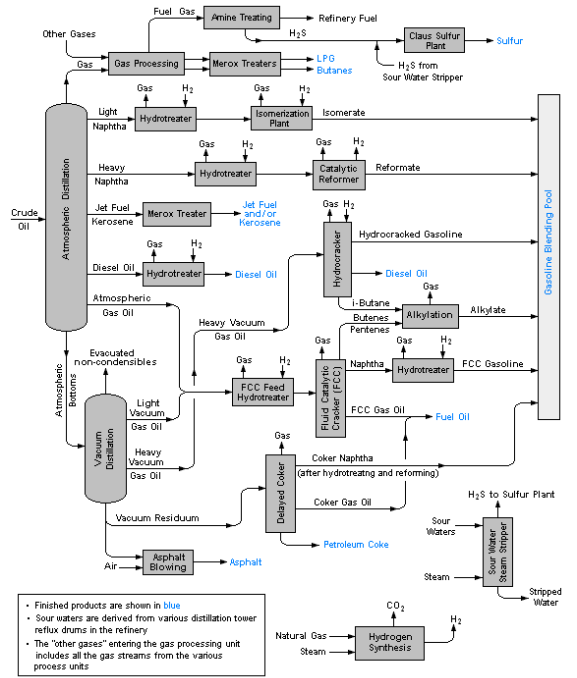 Fuel Gas
Amine Treating
Refinery Fuel
Other Gases
H2S
Claus Sulfur
Plant
Sulfur
Gas
Gas Processing
Merox Treaters
LPG
Butanes
H2S from
Sour Water Stripper
Gas
H2
Gas
H2
Light
Naphtha
Hydrotreater
Isomerization
Plant
Isomerate
Gas
H2
Gas
H2
Heavy
Naphtha
Hydrotreater
Catalytic
Reformer
Reformate
Crude
Oil
Atmospheric Distillation
Jet Fuel
Kerosene
Merox Treater
Jet Fuel
and/or
Kerosene
Gas
H2
Hydrocracker
Hydrocracked Gasoline
Gasoline Blending Pool
Gas
H2
Diesel Oil
Hydrotreater
Diesel Oil
Diesel Oil
Atmospheric
Gas Oil
i-Butane
Gas
Butenes
Pentenes
Alkylation
Alkylate
Heavy Vacuum
Gas Oil
Atmospheric
Bottoms
Evacuated
non-condensibles
Gas
H2
FCC Feed
Hydrotreater
Gas
Fluid Catalytic
Cracker (FCC)
Naphtha
Gas
H2
Hydrotreater
FCC Gasoline
Vacuum
Distillation
Light
Vacuum
Gas Oil
FCC Gas Oil
Fuel Oil
Heavy
Vacuum
Gas Oil
Gas
Delayed Coker
Coker Naphtha
(after hydrotreatng and reforming)
Coker Gas Oil
Vacuum Residuum
Petroleum Coke
Air
Asphalt
Blowing
Asphalt
H2S to Sulfur Plant
Sour
Waters
Sour Water
Steam Stripper
Steam
Stripped
Water
CO2
H2
Natural Gas
Steam
Hydrogen
Synthesis
• Finished products are shown in blue
• Sour waters are derived from various distillation tower
reflux drums in the refinery
• The "other gases" entering the gas processing unit
includes all the gas streams from the various
process units